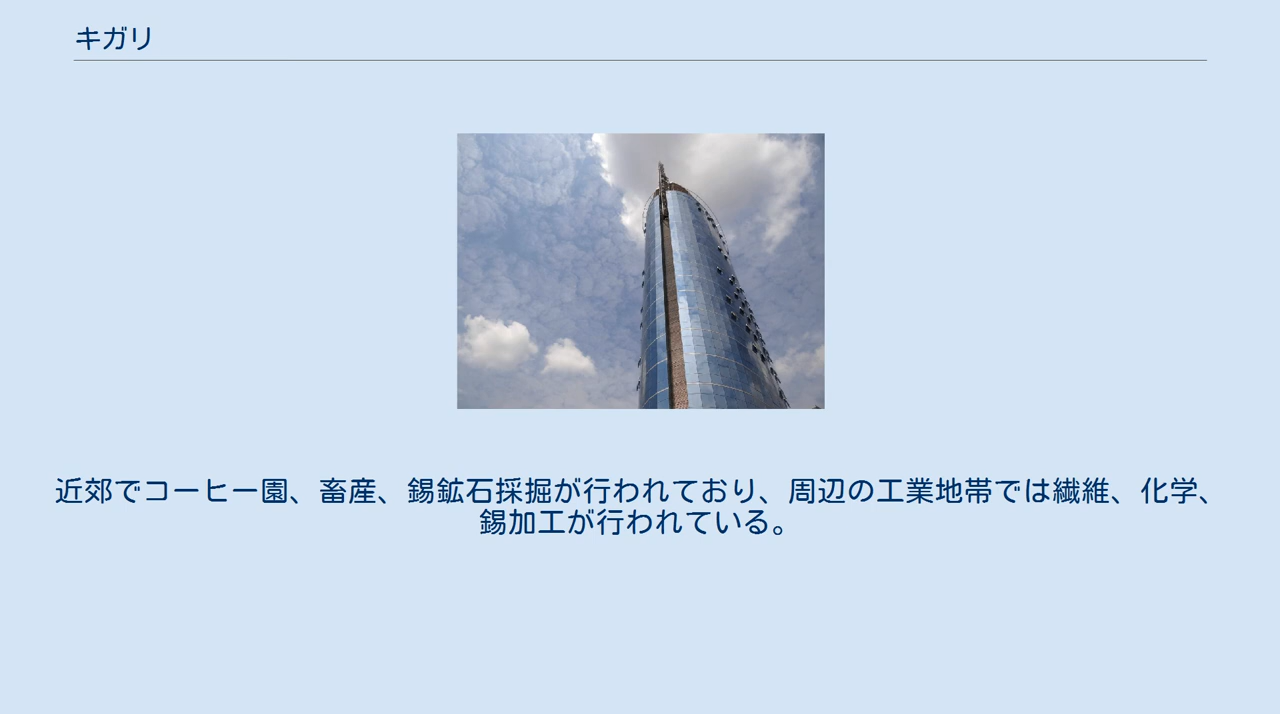 キガリ
近郊でコーヒー園、畜産、錫鉱石採掘が行われており、周辺の工業地帯では繊維、化学、
錫加工が行われている。